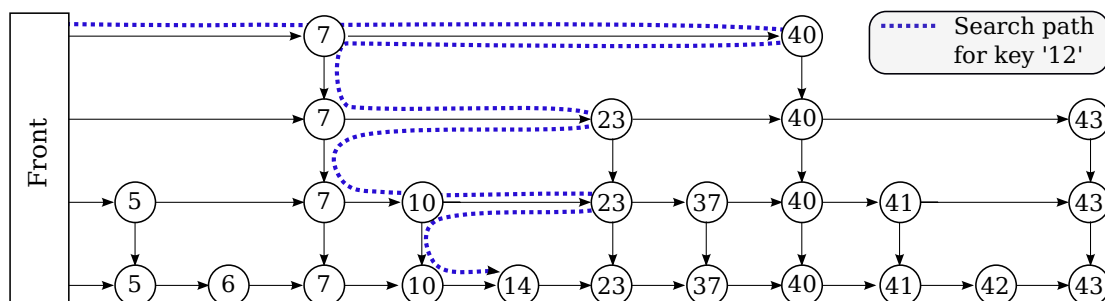 Front
7 40
Search path
for key '12'
7 23 40 43
5 7 10 23 37 40 41 43
5 6 7 10 14 23 37 40 41 42 43